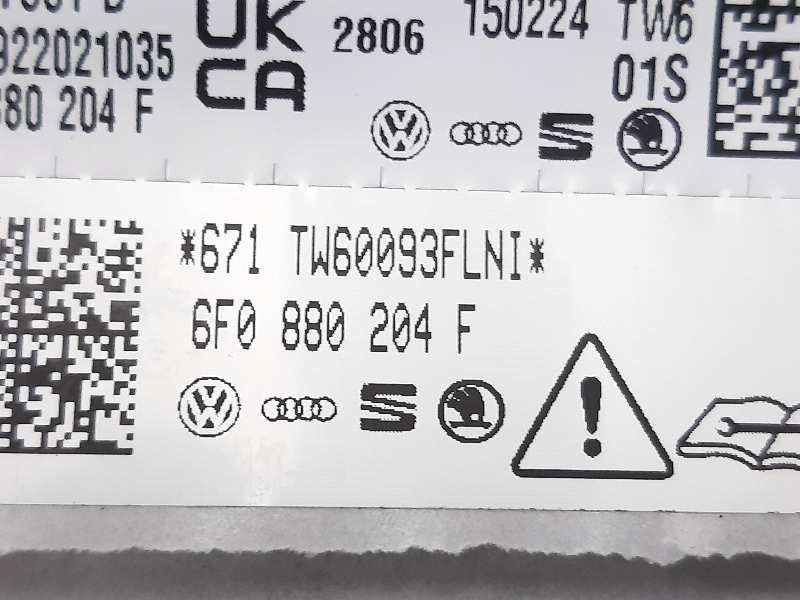 UK 2806 150224 TW6
922021035 CA 01S
880 204 F
*671 TW60093FLNI*
6F0 880 204 F